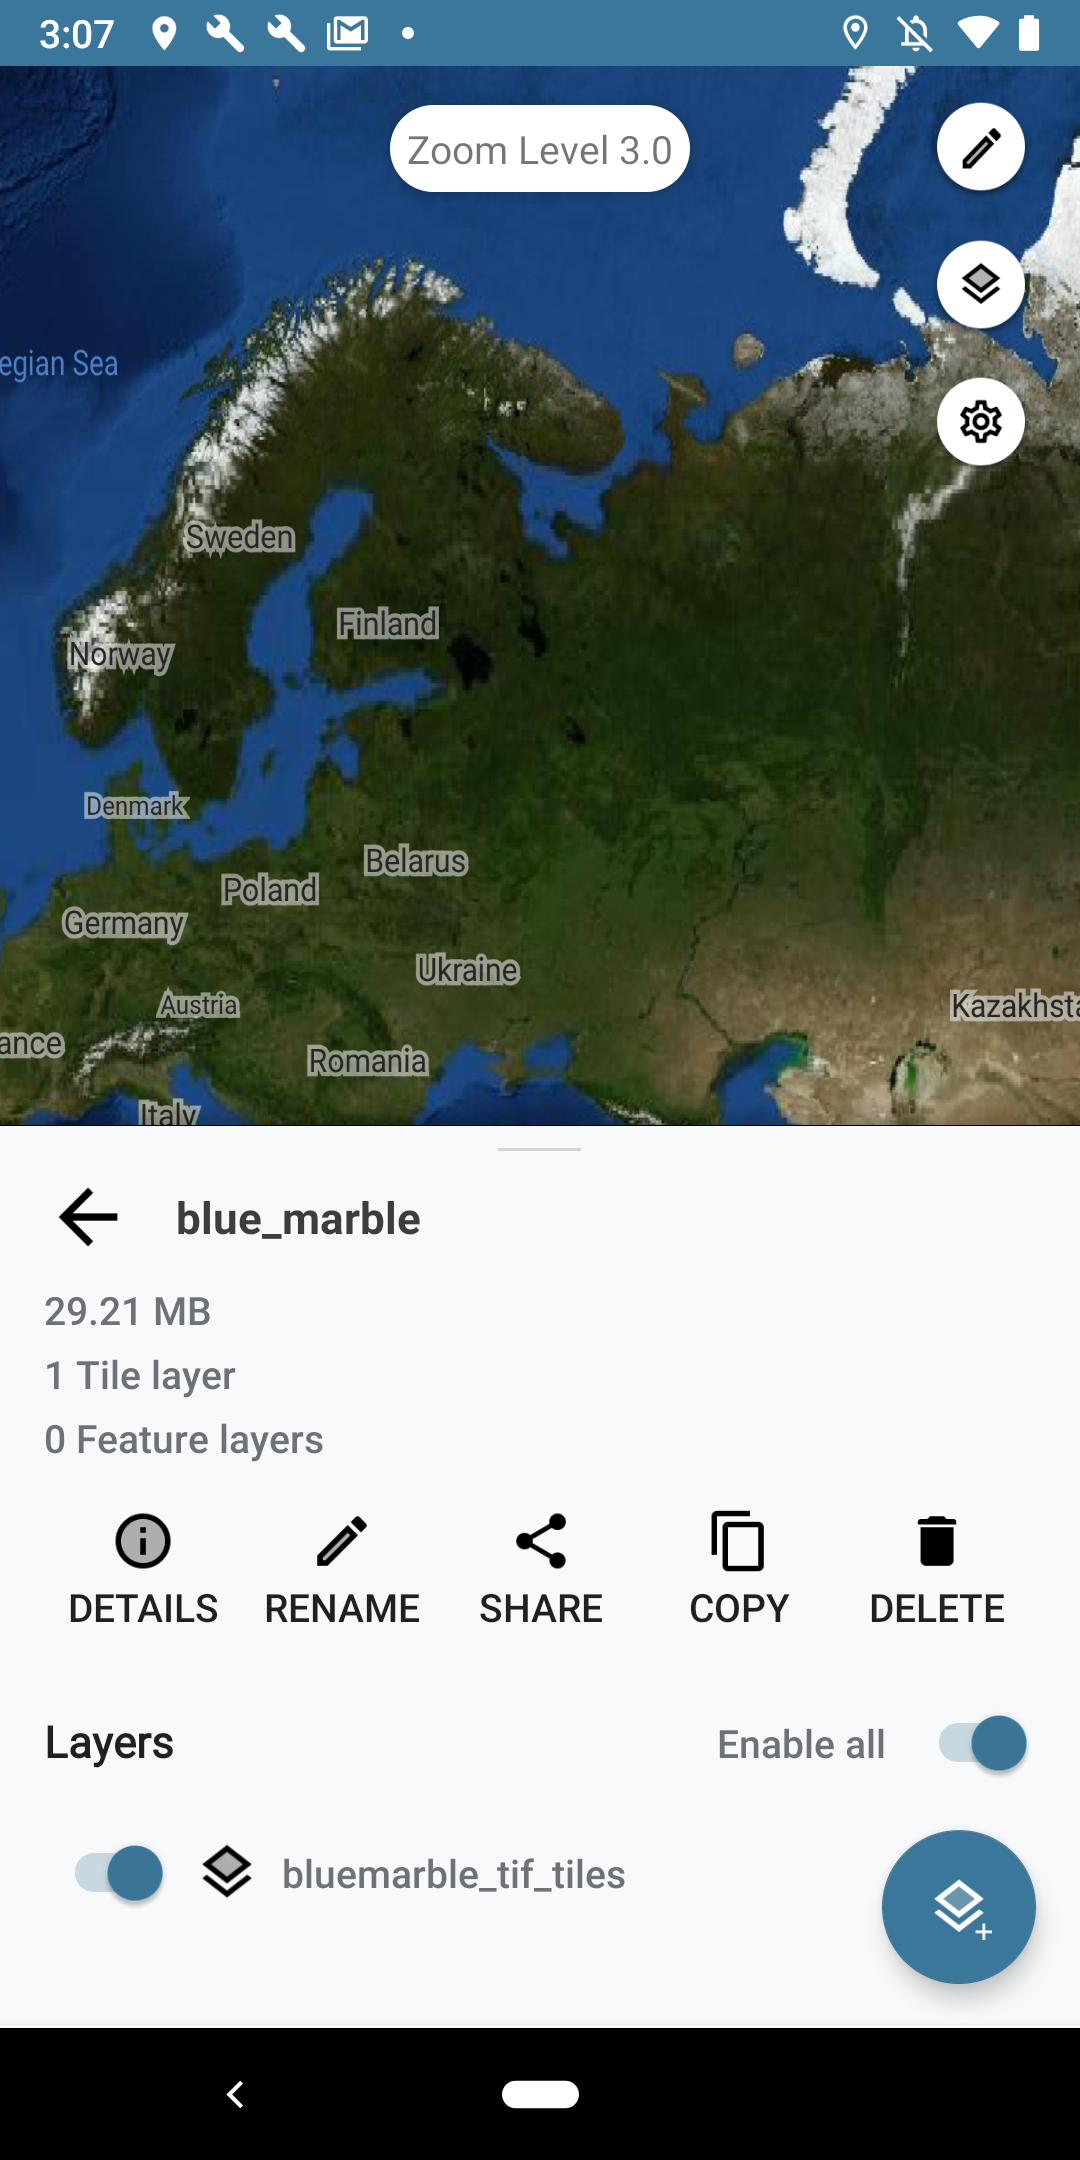 3:07
Zoom Level 3.0
egian Sea
Sweden
Finland
Norway
Denmark
Belarus
Poland
Germany
Ukraine
Austria
Kazakhsta
ance
Romania
Italy
blue_marble
29.21 MB
1 Tile layer
0 Feature layers
DETAILS RENAME SHARE COPY DELETE
Layers Enable all
bluemarble_tif_tiles